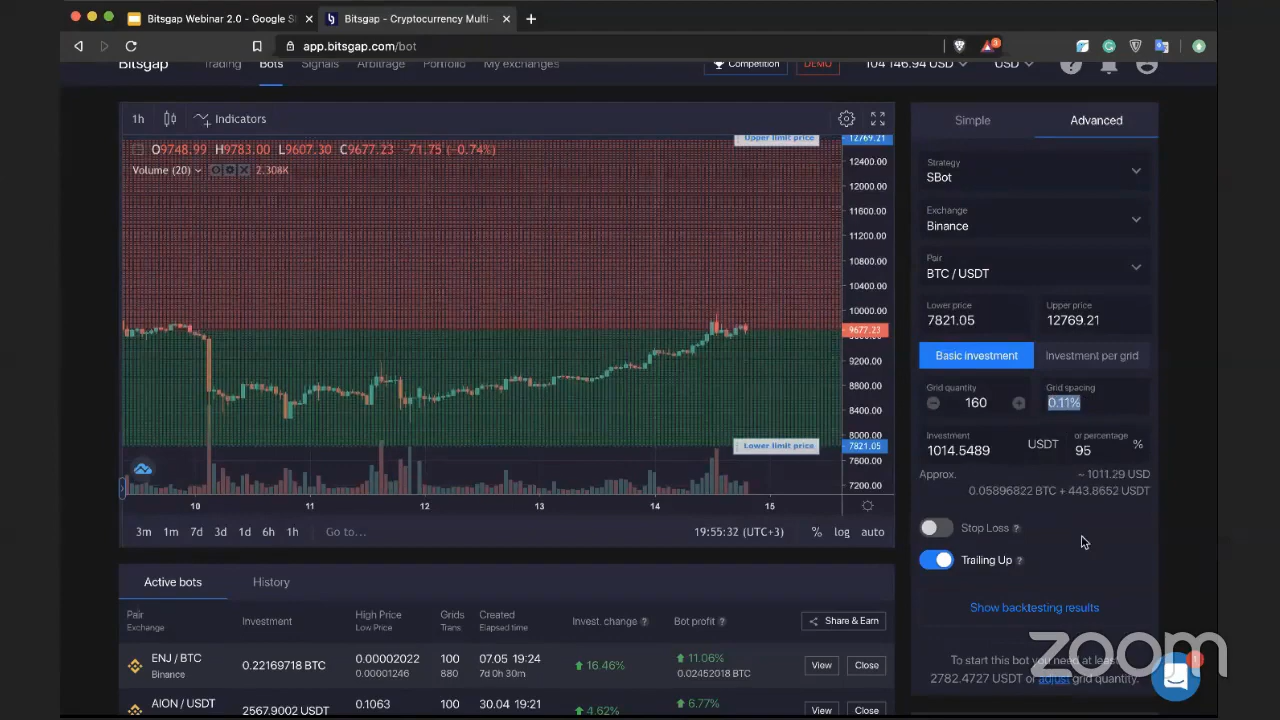 Bitsgap Webinar 2.0 - Google S
Bitsgap - Cryptocurrency Multi-
app.bitsgap.com/bot
3
Bitsgap Trading Bots Signals Arbitrage Portfolio My exchanges Competition DEMO 104 146.94 USD USD
1h Indicators
O9748.99 H9783.00 L9607.30 C9677.23 −71.75 (−0.74%)
Volume (20) 2.308K
Upper limit price 12769.21
12400.00
12000.00
11600.00
11200.00
10800.00
10400.00
10000.00
9677.23
9200.00
8800.00
8400.00
8000.00
Lower limit price 7821.05
7600.00
7200.00
10 11 12 13 14 15
3m 1m 7d 3d 1d 6h 1h Go to... 19:55:32 (UTC+3) % log auto
Simple Advanced
Strategy
SBot
Exchange
Binance
Pair
BTC / USDT
Lower price Upper price
7821.05 12769.21
Basic investment Investment per grid
Grid quantity Grid spacing
160 0.11%
Investment or percentage
1014.5489 USDT 95 %
Approx. ~ 1011.29 USD
0.05896822 BTC + 443.8652 USDT
Stop Loss ?
Trailing Up ?
Show backtesting results
To start this bot you need at least
2782.4727 USDT or adjust grid quantity.
zoom
1
Active bots History
Pair Investment High Price Grids Created Invest. change ? Bot profit ? Share & Earn
Exchange Low Price Trans. Elapsed time
ENJ / BTC 0.22169718 BTC 0.00002022 100 07.05 19:24 16.46% 11.06% View Close
Binance 0.00001246 880 7d 0h 30m 0.02452013 BTC
AION / USDT 2567.9002 USDT 0.1063 100 30.04 19:21 4.62% 6.77% View Close